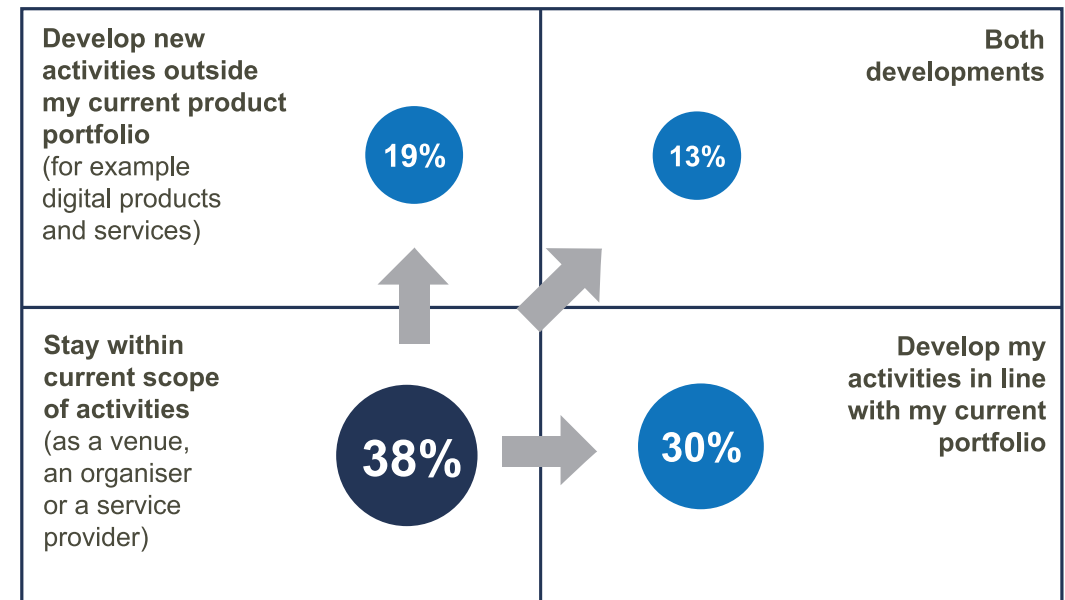 Develop new
activities outside
my current product
portfolio
(for example
digital products
and services)
19%
Both
developments
13%
Stay within
current scope
of activities
(as a venue,
an organiser
or a service
provider)
38%
Develop my
activities in line
with my current
portfolio
30%